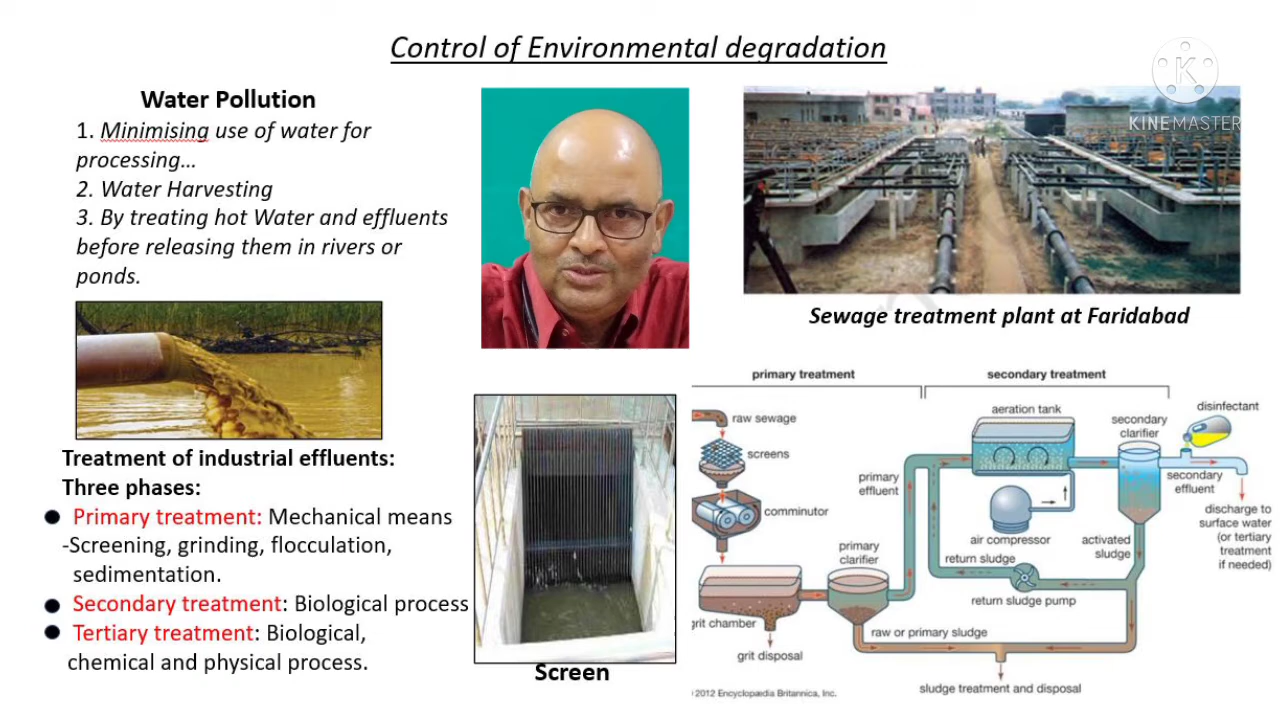 Control of Environmental degradation
Water Pollution
1. Minimising use of water for
processing...
2. Water Harvesting
3. By treating hot Water and effluents
before releasing them in rivers or
ponds.
KINEMASTER
Sewage treatment plant at Faridabad
Treatment of industrial effluents:
Three phases:
Primary treatment: Mechanical means
-Screening, grinding, flocculation,
sedimentation.
Secondary treatment: Biological process
Tertiary treatment: Biological,
chemical and physical process.
Screen
primary treatment
secondary treatment
raw sewage
screens
comminutor
grit chamber
grit disposal
primary
clarifier
raw or primary sludge
primary
effluent
aeration tank
air compressor
return sludge
return sludge pump
secondary
clarifier
activated
sludge
disinfectant
secondary
effluent
discharge to
surface water
(or tertiary
treatment
if needed)
sludge treatment and disposal
2012 Encyclopædia Britannica, Inc.